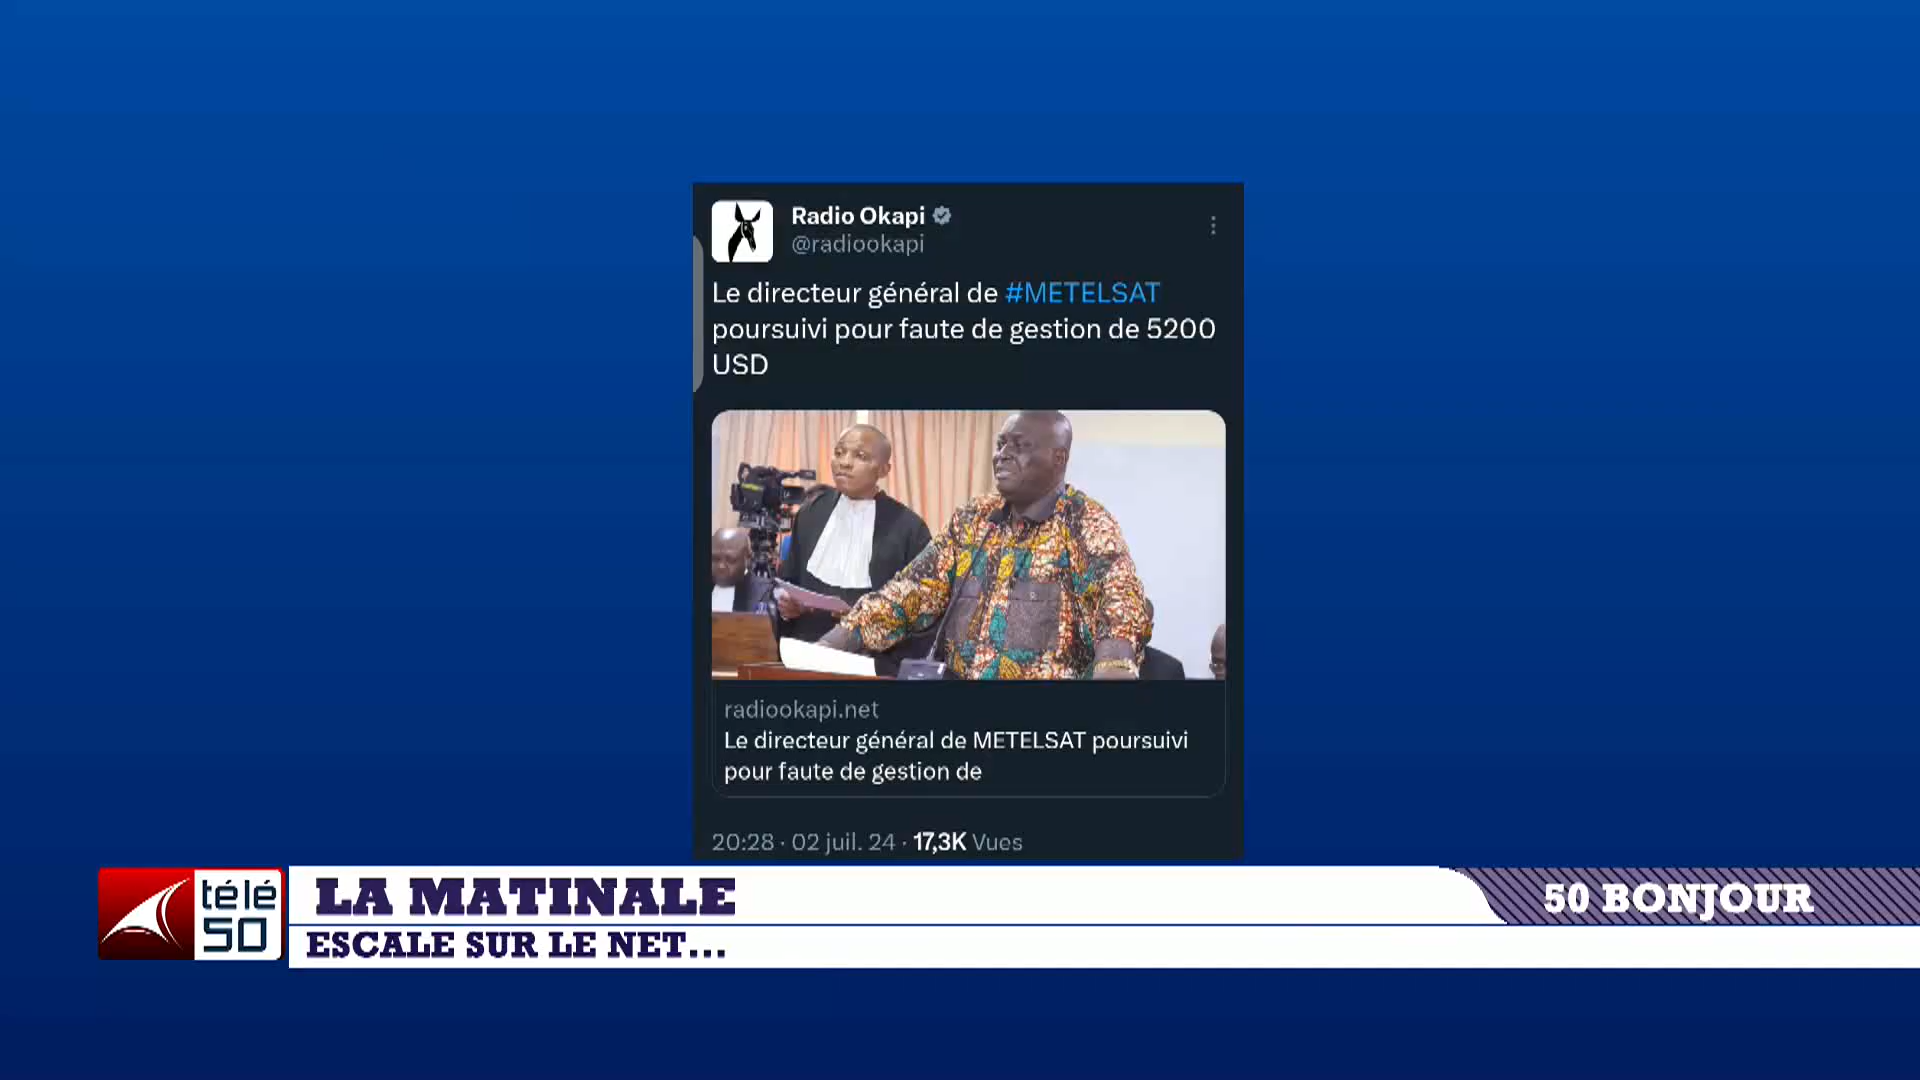 Radio Okapi
@radiookapi
Le directeur général de #METELSAT
poursuivi pour faute de gestion de 5200
USD
radiookapi.net
Le directeur général de METELSAT poursuivi
pour faute de gestion de
20:28 · 02 juil. 24 · 17,3K Vues
télé
50
LA MATINALE
50 BONJOUR
ESCALE SUR LE NET...